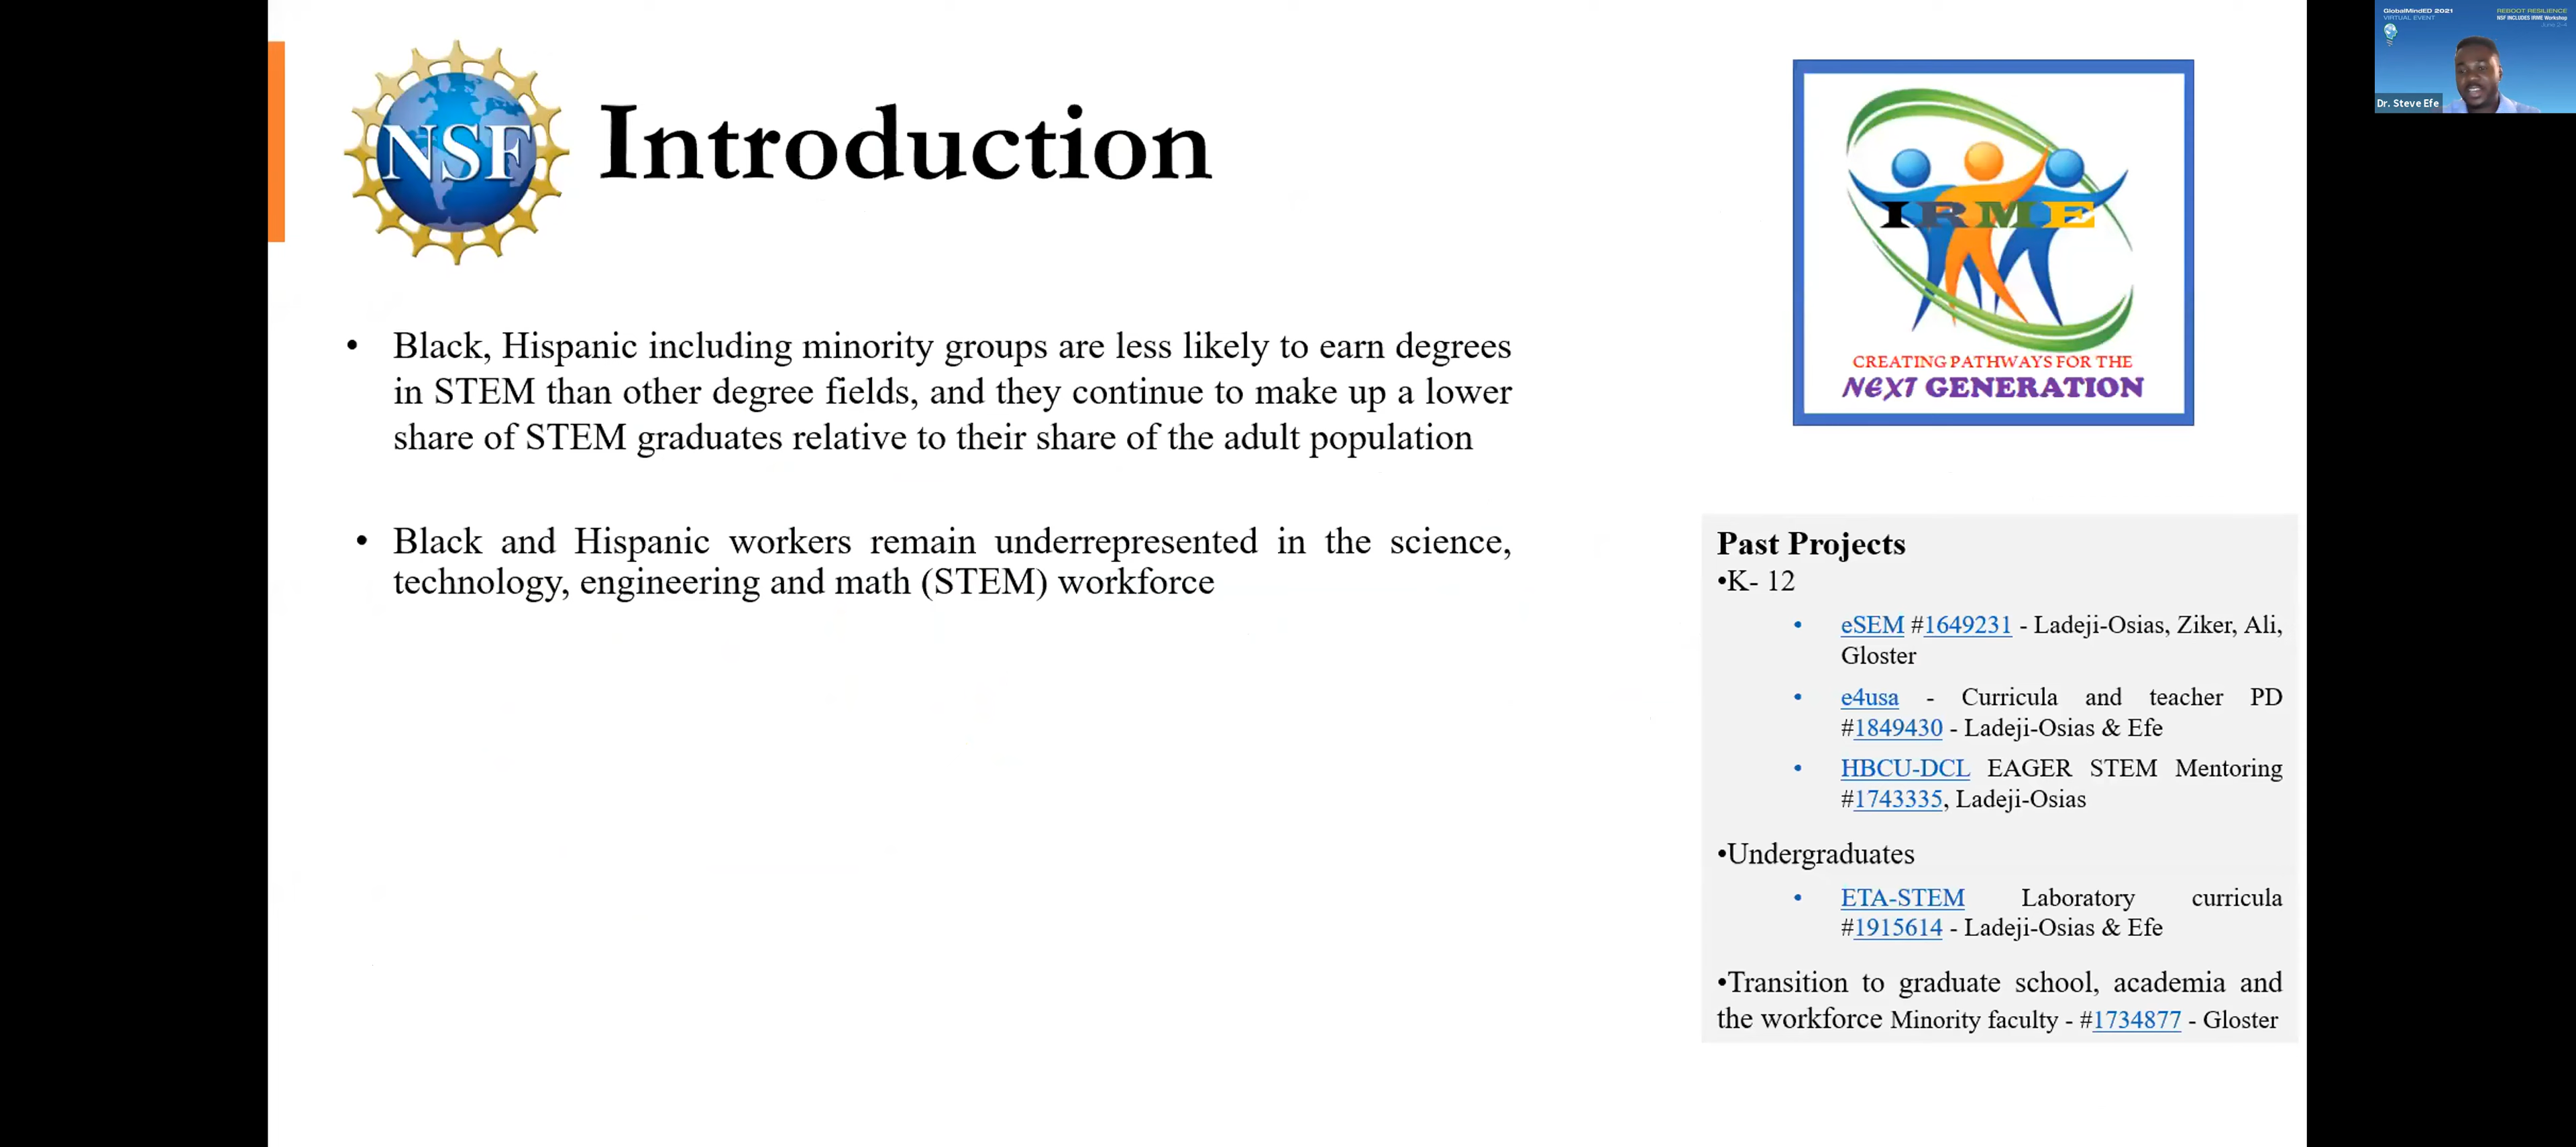 NSF
Introduction
• Black, Hispanic including minority groups are less likely to earn degrees
in STEM than other degree fields, and they continue to make up a lower
share of STEM graduates relative to their share of the adult population
• Black and Hispanic workers remain underrepresented in the science,
technology, engineering and math (STEM) workforce
IRME
CREATING PATHWAYS FOR THE
NEXT GENERATION
Past Projects
•K- 12
• eSEM #1649231 - Ladeji-Osias, Ziker, Ali,
Gloster
• e4usa - Curricula and teacher PD
#1849430 - Ladeji-Osias & Efe
• HBCU-DCL EAGER STEM Mentoring
#1743335, Ladeji-Osias
•Undergraduates
• ETA-STEM Laboratory curricula
#1915614 - Ladeji-Osias & Efe
•Transition to graduate school, academia and
the workforce Minority faculty - #1734877 - Gloster
GlobalMindED 2021
VIRTUAL EVENT
REBOOT RESILIENCE
NSF INCLUDES IRME Workshop
June 2-4
Dr. Steve Efe